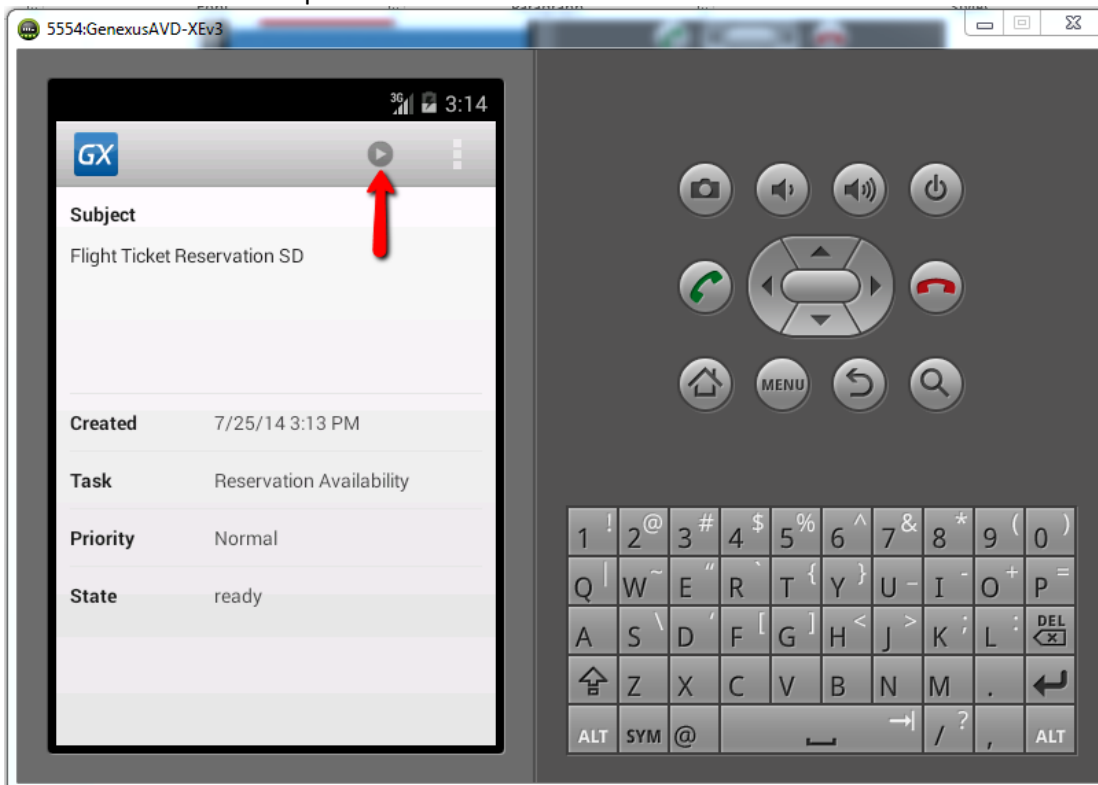 5554:GenexusAVD-XEv3
3G 3:14
GX
Subject
Flight Ticket Reservation SD
Created 7/25/14 3:13 PM
Task Reservation Availability
Priority Normal
State ready
MENU
1 ! 2 @ 3 # 4 $ 5 % 6 ^ 7 & 8 * 9 ( 0 )
Q | W ~ E " R ` T { Y } U _ I - O + P =
A S \ D ' F [ G ] H < J > K ; L : DEL
Z X C V B N M .
ALT SYM @ / ? , ALT